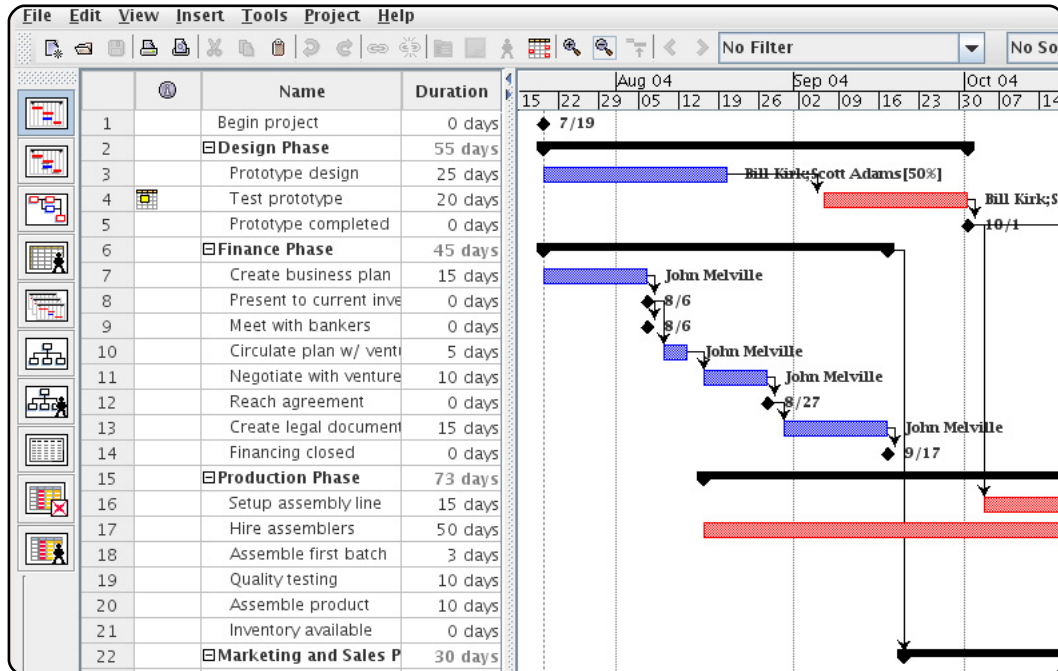 File Edit View Insert Tools Project Help
No Filter No So
Name Duration
Aug 04 Sep 04 Oct 04
15 22 29 05 12 19 26 02 09 16 23 30 07 14
1 Begin project 0 days 7/19
2 Design Phase 55 days
3 Prototype design 25 days Bill Kirk;Scott Adams[50%]
4 Test prototype 20 days Bill Kirk;S
5 Prototype completed 0 days 10/1
6 Finance Phase 45 days
7 Create business plan 15 days John Melville
8 Present to current inve 0 days 8/6
9 Meet with bankers 0 days 8/6
10 Circulate plan w/ ventu 5 days John Melville
11 Negotiate with venture 10 days John Melville
12 Reach agreement 0 days 8/27
13 Create legal document 15 days John Melville
14 Financing closed 0 days 9/17
15 Production Phase 73 days
16 Setup assembly line 15 days
17 Hire assemblers 50 days
18 Assemble first batch 3 days
19 Quality testing 10 days
20 Assemble product 10 days
21 Inventory available 0 days
22 Marketing and Sales P 30 days